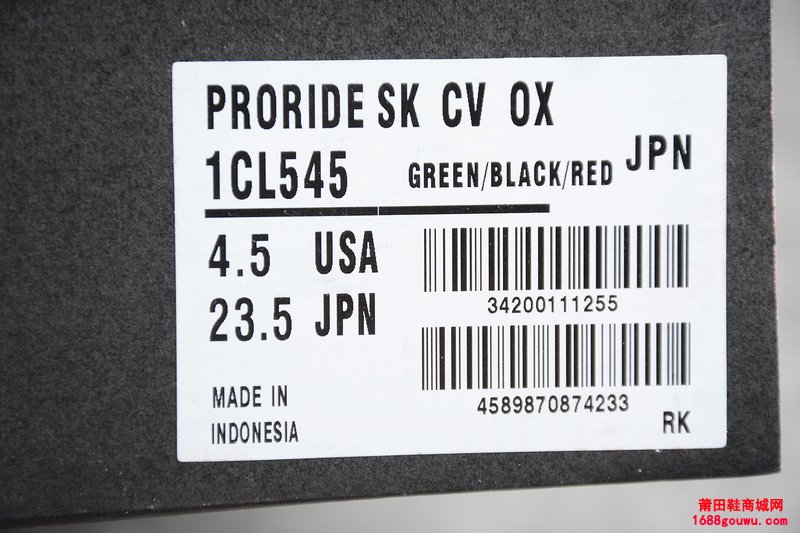 PRORIDE SK CV OX
1CL545 GREEN/BLACK/RED JPN
4.5 USA
23.5 JPN
34200111255
4589870874233
MADE IN
INDONESIA
RK
莆田鞋商城网
1688gouwu.com